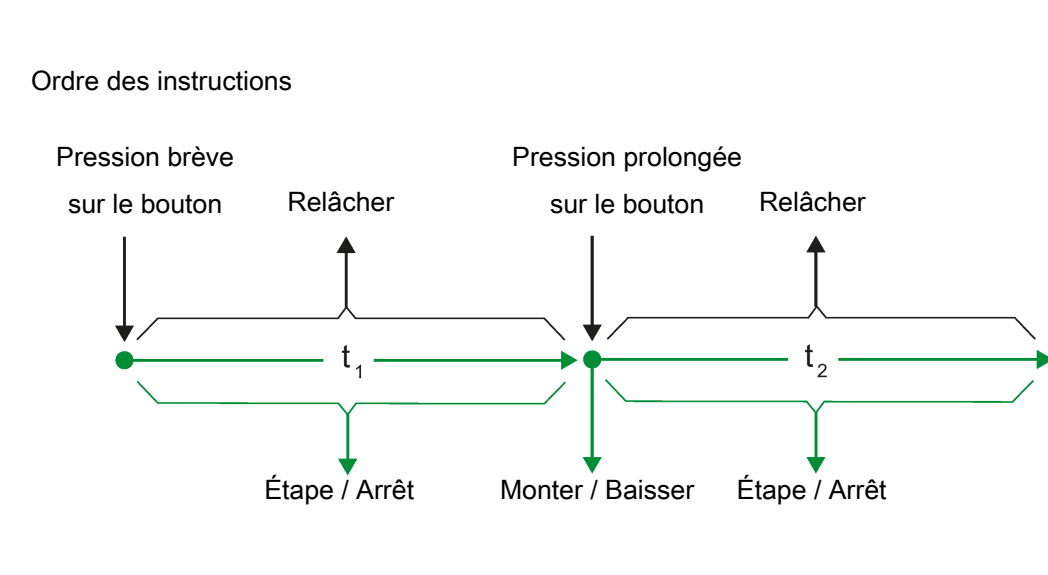 Ordre des instructions
Pression brève
sur le bouton
Relâcher
Pression prolongée
sur le bouton
Relâcher
t1
t2
Étape / Arrêt
Monter / Baisser
Étape / Arrêt